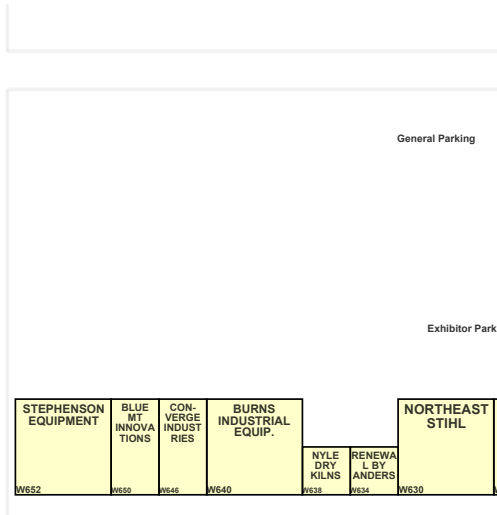 General Parking
Exhibitor Park
STEPHENSON
EQUIPMENT
W652
BLUE
MT
INNOVA
TIONS
W650
CON-
VERGE
INDUST
RIES
W646
BURNS
INDUSTRIAL
EQUIP.
W640
NYLE
DRY
KILNS
W638
RENEWA
L BY
ANDERS
W634
NORTHEAST
STIHL
W630